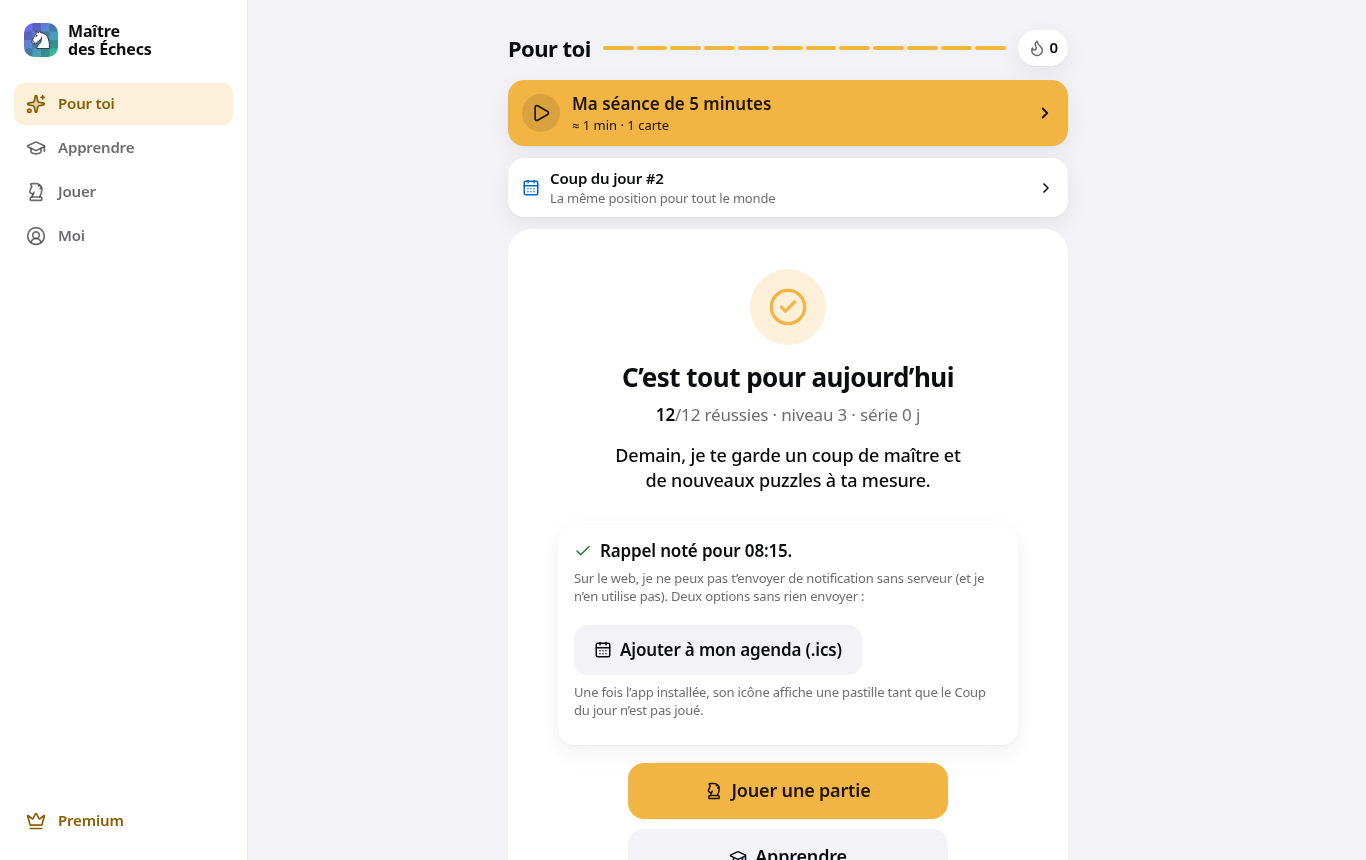 Maître
des Échecs
Pour toi
Apprendre
Jouer
Moi
Premium
Pour toi
0
Ma séance de 5 minutes
≈ 1 min · 1 carte
Coup du jour #2
La même position pour tout le monde
C’est tout pour aujourd’hui
12/12 réussies · niveau 3 · série 0 j
Demain, je te garde un coup de maître et
de nouveaux puzzles à ta mesure.
Rappel noté pour 08:15.
Sur le web, je ne peux pas t’envoyer de notification sans serveur (et je
n’en utilise pas). Deux options sans rien envoyer :
Ajouter à mon agenda (.ics)
Une fois l’app installée, son icône affiche une pastille tant que le Coup
du jour n’est pas joué.
Jouer une partie
Apprendre